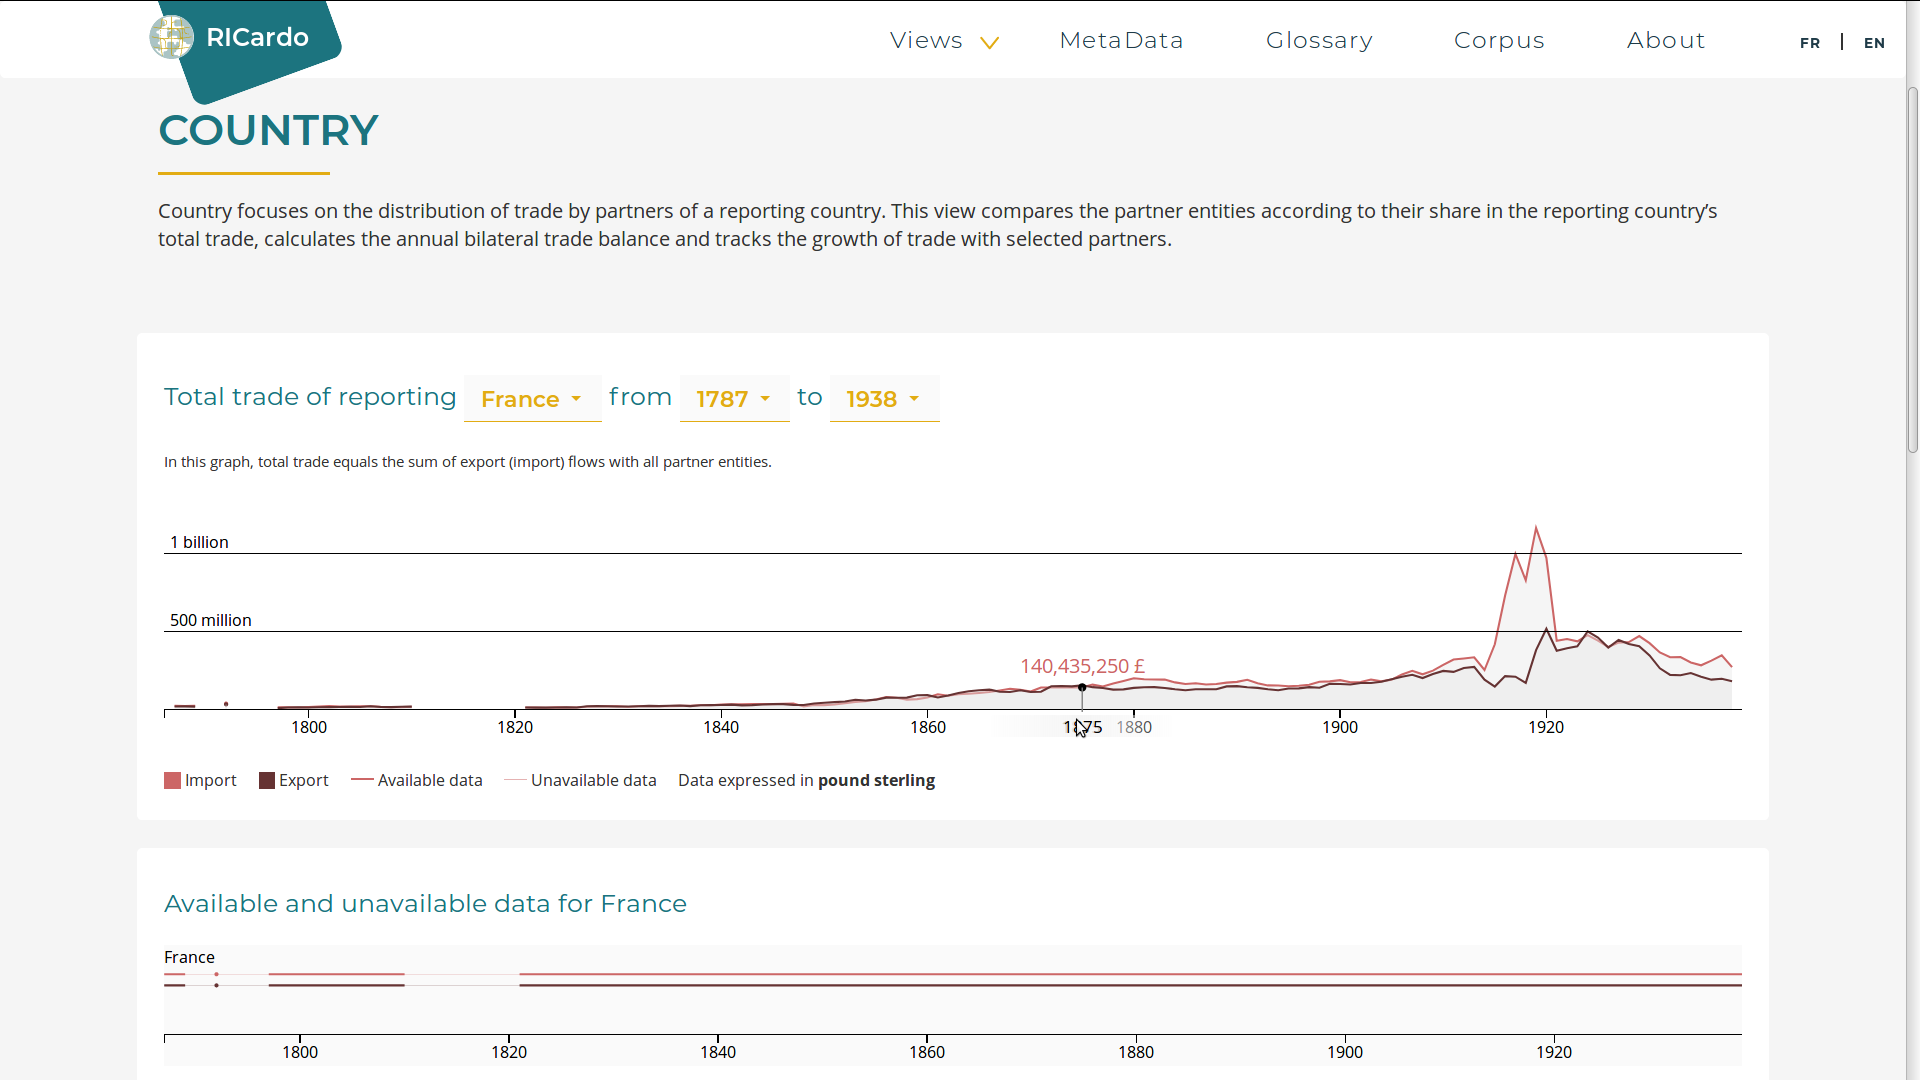 RICardo
Views MetaData Glossary Corpus About FR | EN
COUNTRY
Country focuses on the distribution of trade by partners of a reporting country. This view compares the partner entities according to their share in the reporting country's
total trade, calculates the annual bilateral trade balance and tracks the growth of trade with selected partners.
Total trade of reporting France from 1787 to 1938
In this graph, total trade equals the sum of export (import) flows with all partner entities.
1 billion
500 million
140,435,250 £
1800 1820 1840 1860 1875 1880 1900 1920
Import Export Available data Unavailable data Data expressed in pound sterling
Available and unavailable data for France
France
1800 1820 1840 1860 1880 1900 1920